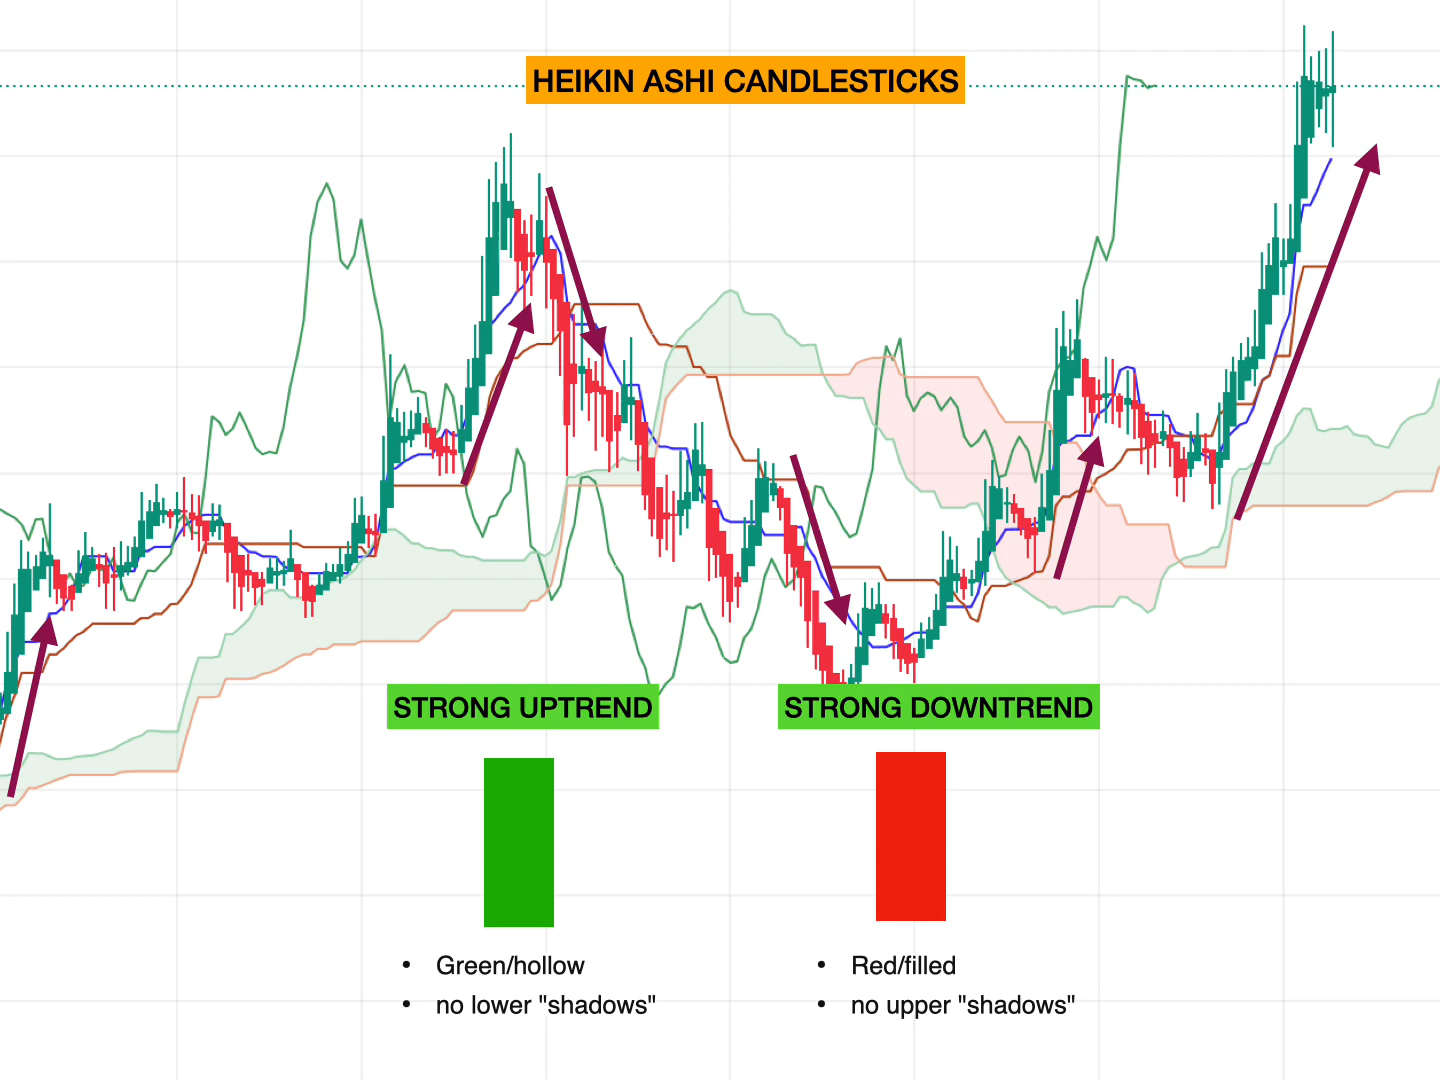 HEIKIN ASHI CANDLESTICKS
STRONG UPTREND
STRONG DOWNTREND
• Green/hollow
• no lower "shadows"
• Red/filled
• no upper "shadows"